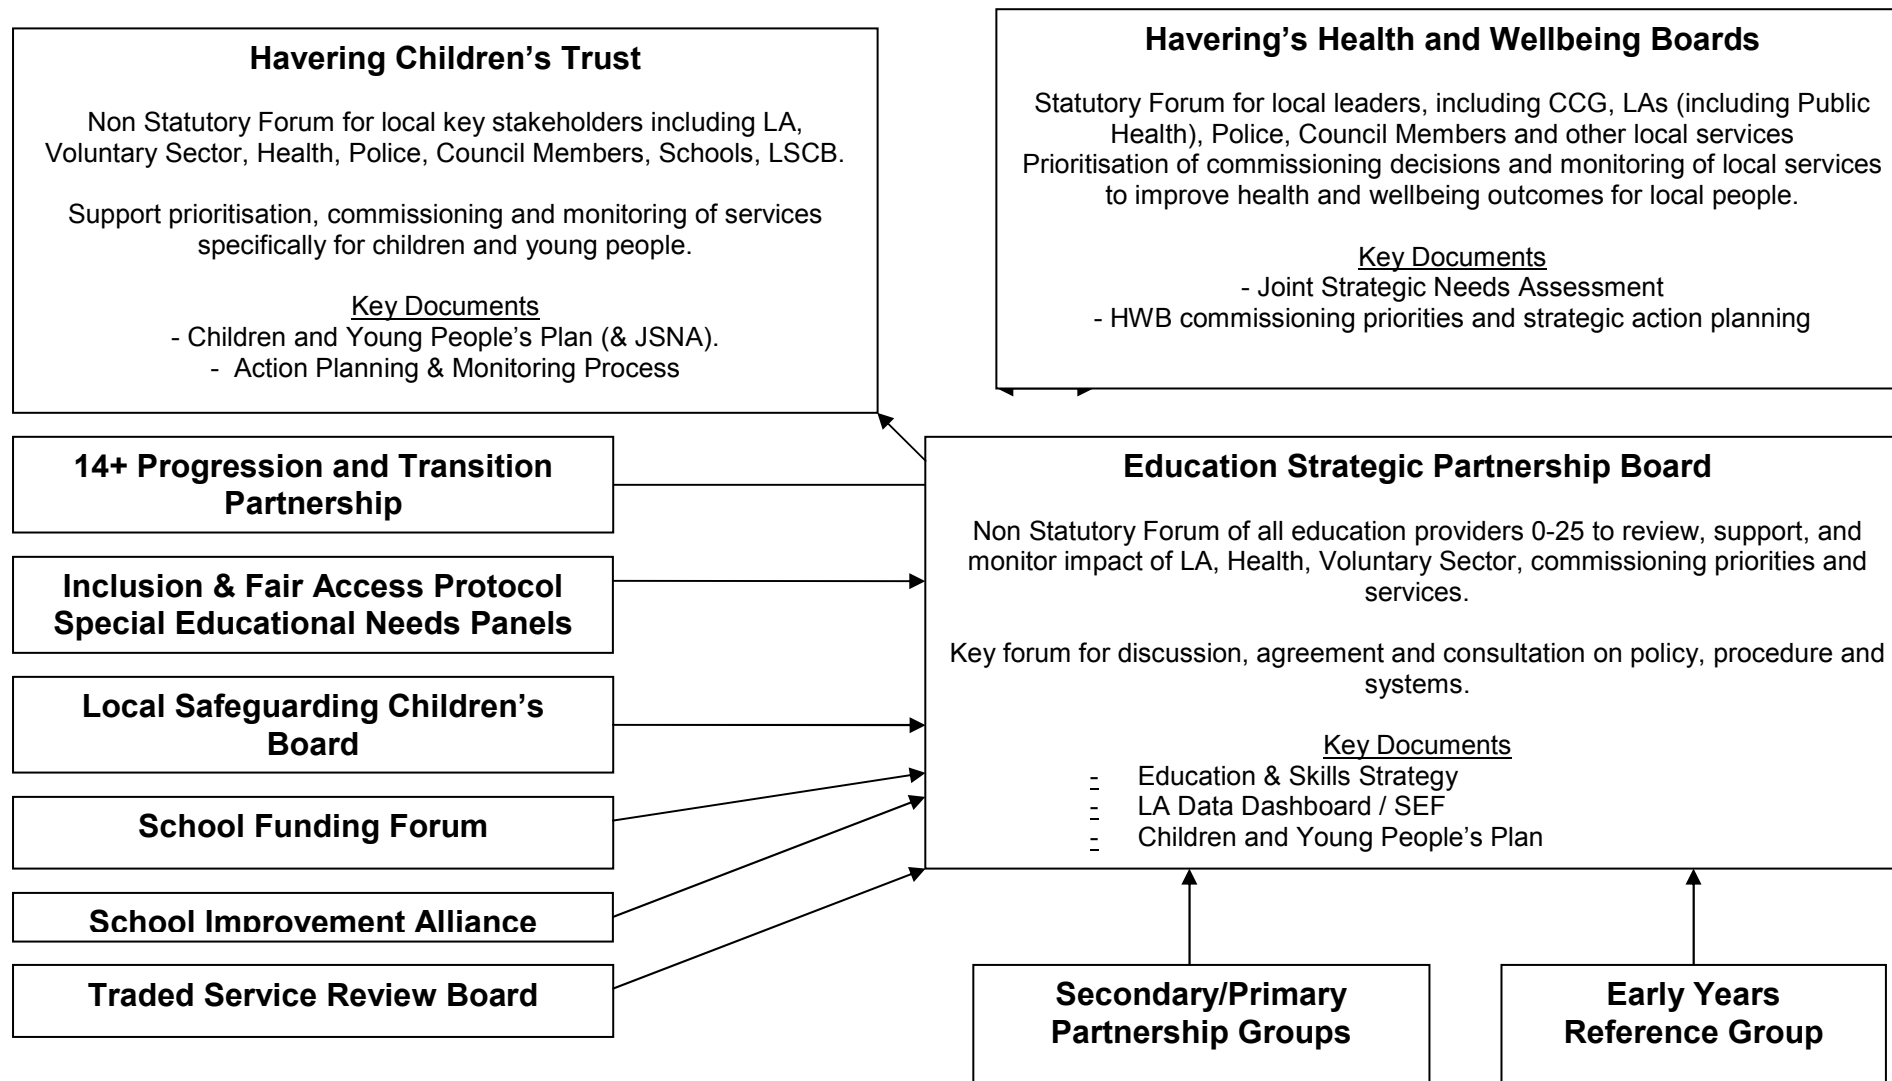 Havering Children's Trust
Non Statutory Forum for local key stakeholders including LA,
Voluntary Sector, Health, Police, Council Members, Schools, LSCB.
Support prioritisation, commissioning and monitoring of services
specifically for children and young people.
Key Documents
- Children and Young People's Plan (& JSNA).
- Action Planning & Monitoring Process
Havering's Health and Wellbeing Boards
Statutory Forum for local leaders, including CCG, LAs (including Public
Health), Police, Council Members and other local services
Prioritisation of commissioning decisions and monitoring of local services
to improve health and wellbeing outcomes for local people.
Key Documents
- Joint Strategic Needs Assessment
- HWB commissioning priorities and strategic action planning
14+ Progression and Transition
Partnership
Inclusion & Fair Access Protocol
Special Educational Needs Panels
Local Safeguarding Children's
Board
School Funding Forum
School Improvement Alliance
Traded Service Review Board
Education Strategic Partnership Board
Non Statutory Forum of all education providers 0-25 to review, support, and
monitor impact of LA, Health, Voluntary Sector, commissioning priorities and
services.
Key forum for discussion, agreement and consultation on policy, procedure and
systems.
Key Documents
- Education & Skills Strategy
- LA Data Dashboard / SEF
- Children and Young People's Plan
Secondary/Primary
Partnership Groups
Early Years
Reference Group